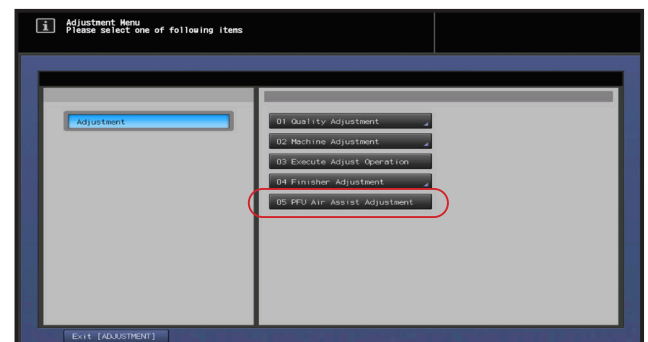 Adjustment Menu
Please select one of following items
Adjustment
01 Quality Adjustment
02 Machine Adjustment
03 Execute Adjust Operation
04 Finisher Adjustment
05 PFU Air Assist Adjustment
Exit [ADJUSTMENT]